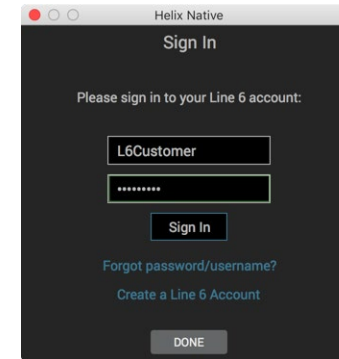 Helix Native
Sign In
Please sign in to your Line 6 account:
L6Customer
•••••••••
Sign In
Forgot password/username?
Create a Line 6 Account
DONE